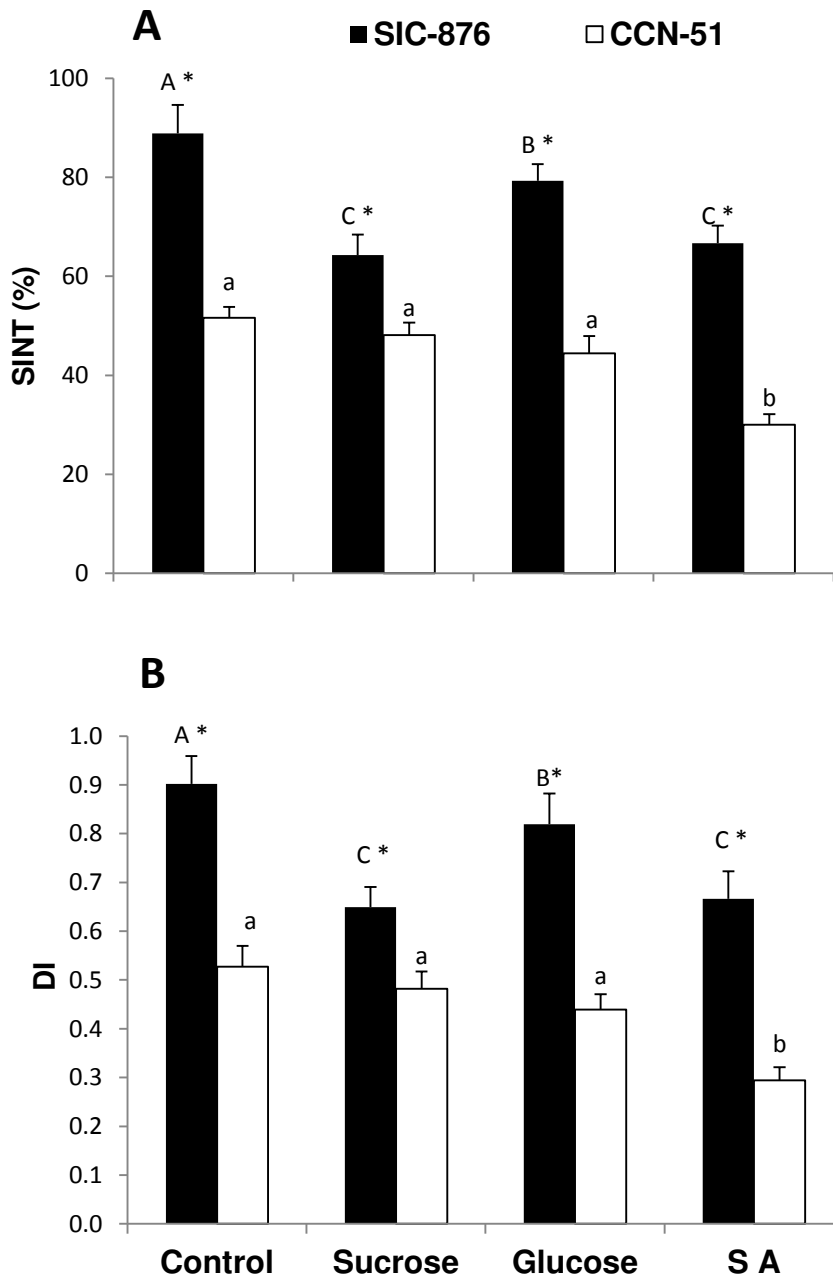 A
SIC-876 CCN-51
SINT (%)
100
80
60
40
20
0
A *
a
C *
a
B *
a
C *
b
B
DI
1.0
0.9
0.8
0.7
0.6
0.5
0.4
0.3
0.2
0.1
0.0
A *
a
C *
a
B*
a
C *
b
Control Sucrose Glucose S A